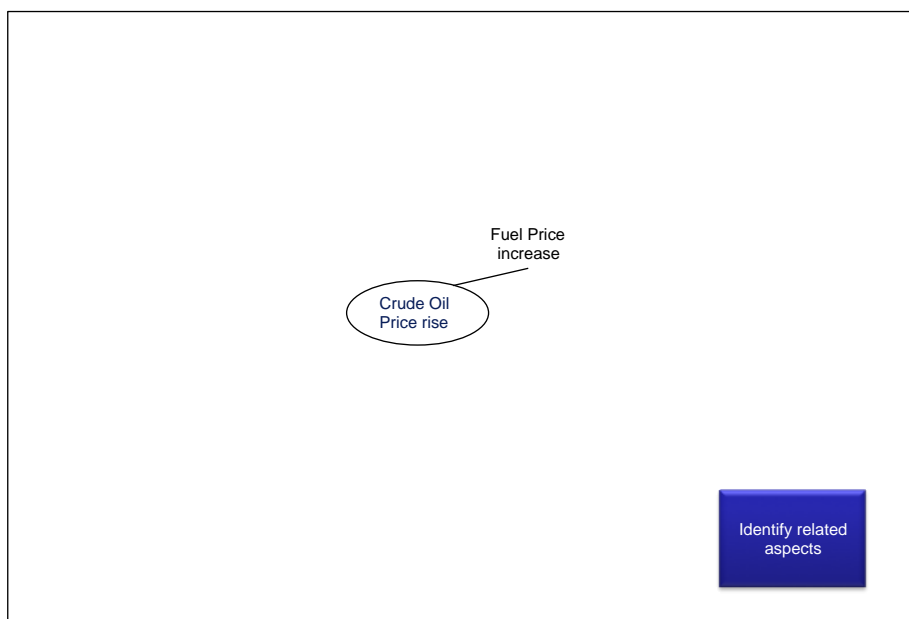 Fuel Price
increase
Crude Oil
Price rise
Identify related
aspects